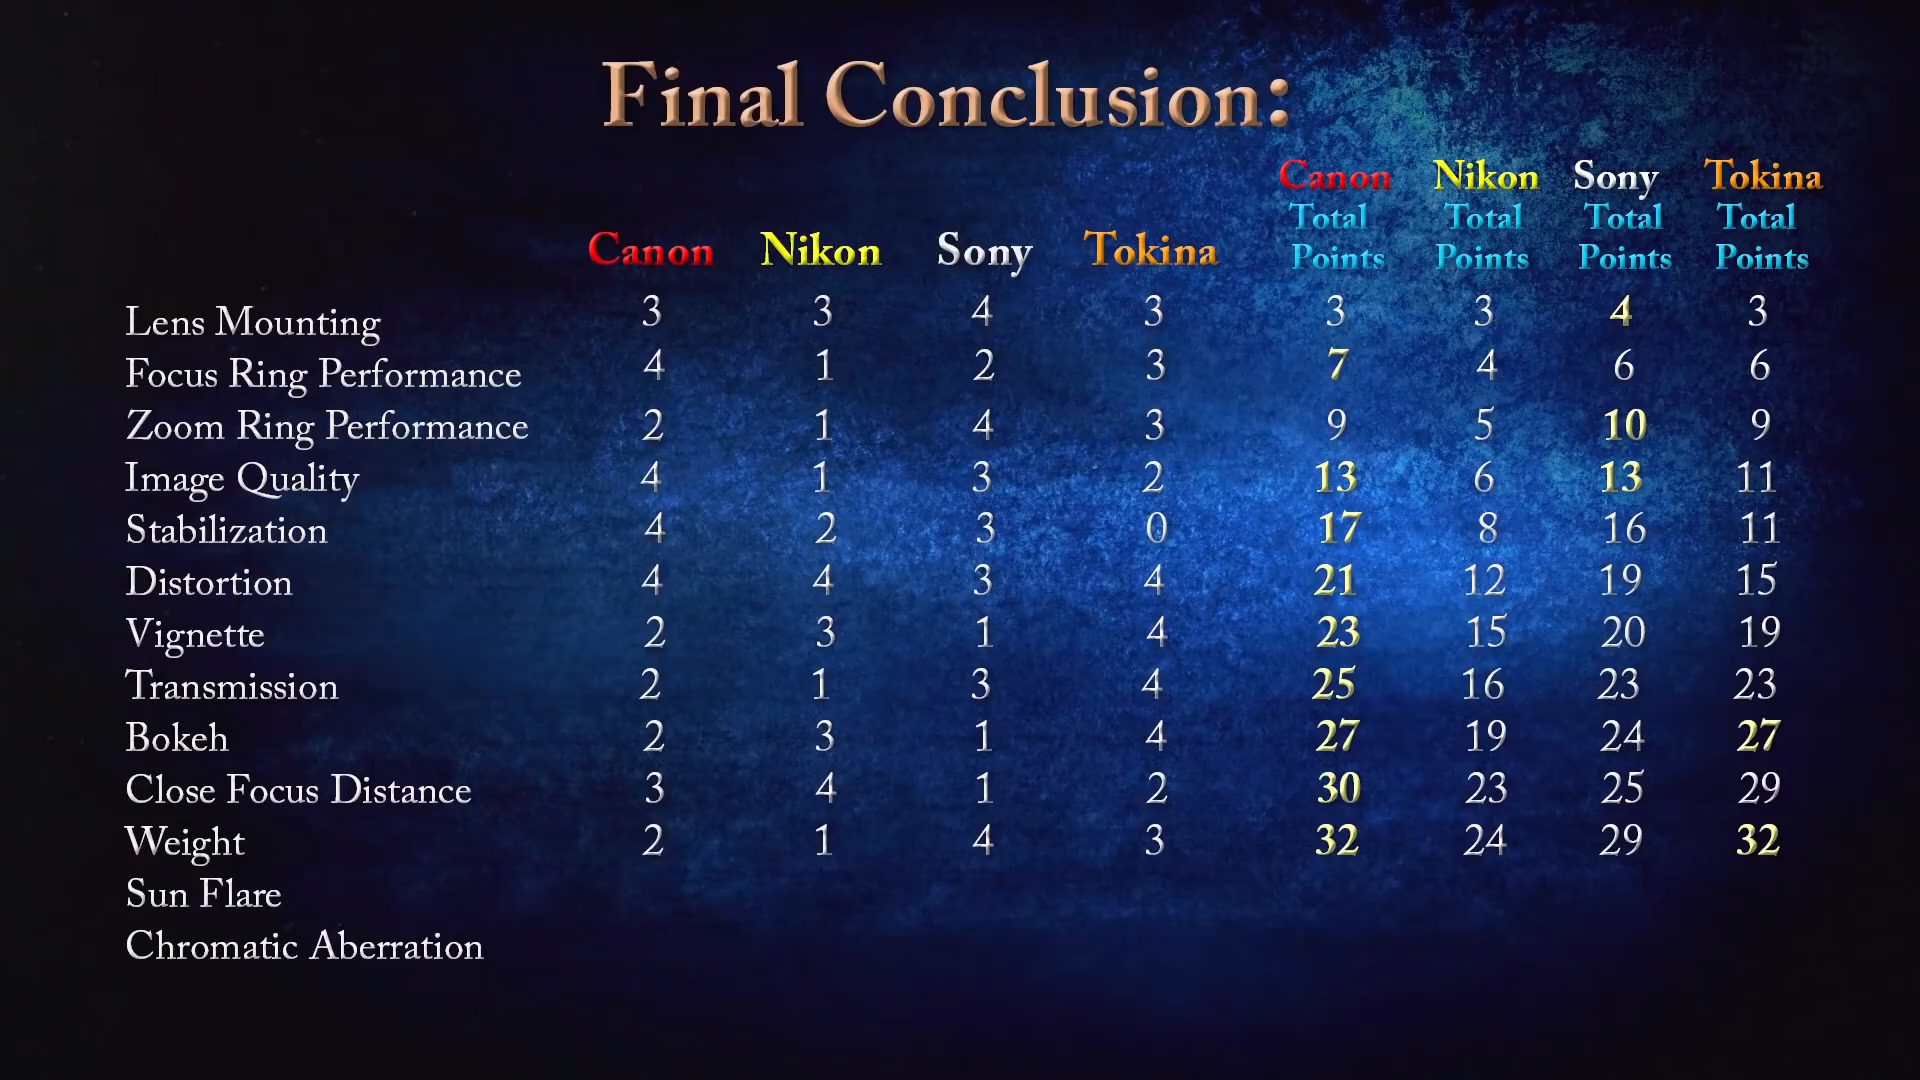 Final Conclusion:
Canon Nikon Sony Tokina
Total Total Total Total
Canon Nikon Sony Tokina Points Points Points Points
Lens Mounting 3 3 4 3 3 3 4 3
Focus Ring Performance 4 1 2 3 7 4 6 6
Zoom Ring Performance 2 1 4 3 9 5 10 9
Image Quality 4 1 3 2 13 6 13 11
Stabilization 4 2 3 0 17 8 16 11
Distortion 4 4 3 4 21 12 19 15
Vignette 2 3 1 4 23 15 20 19
Transmission 2 1 3 4 25 16 23 23
Bokeh 2 3 1 4 27 19 24 27
Close Focus Distance 3 4 1 2 30 23 25 29
Weight 2 1 4 3 32 24 29 32
Sun Flare
Chromatic Aberration